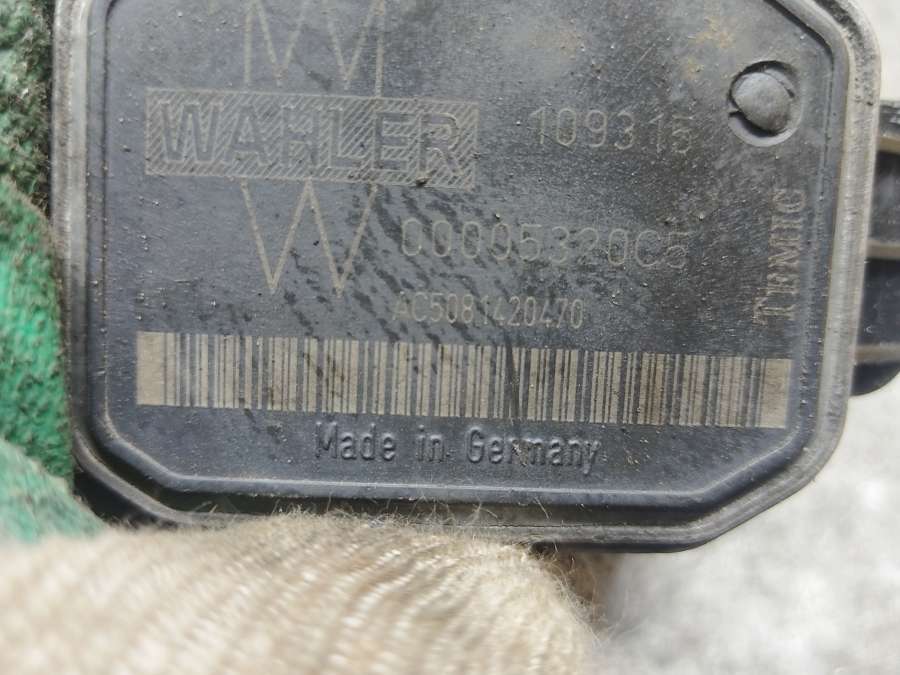 WAHLER
109315
00005320C5
AC5081420470
TEMIC
Made in Germany